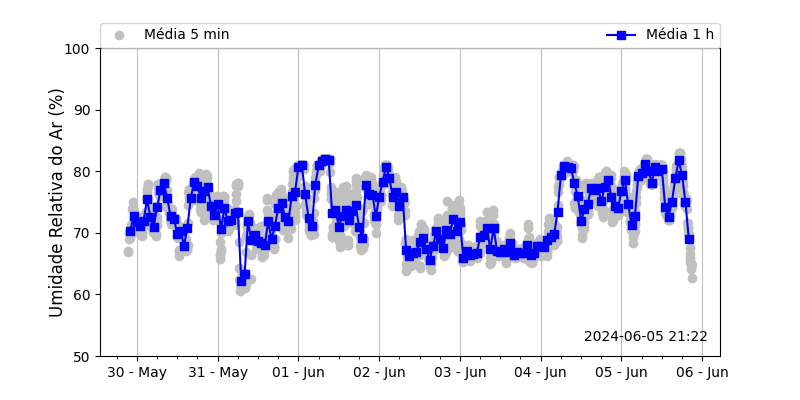 Média 5 min
Média 1 h
Umidade Relativa do Ar (%)
100
90
80
70
60
50
2024-06-05 21:22
30 - May
31 - May
01 - Jun
02 - Jun
03 - Jun
04 - Jun
05 - Jun
06 - Jun